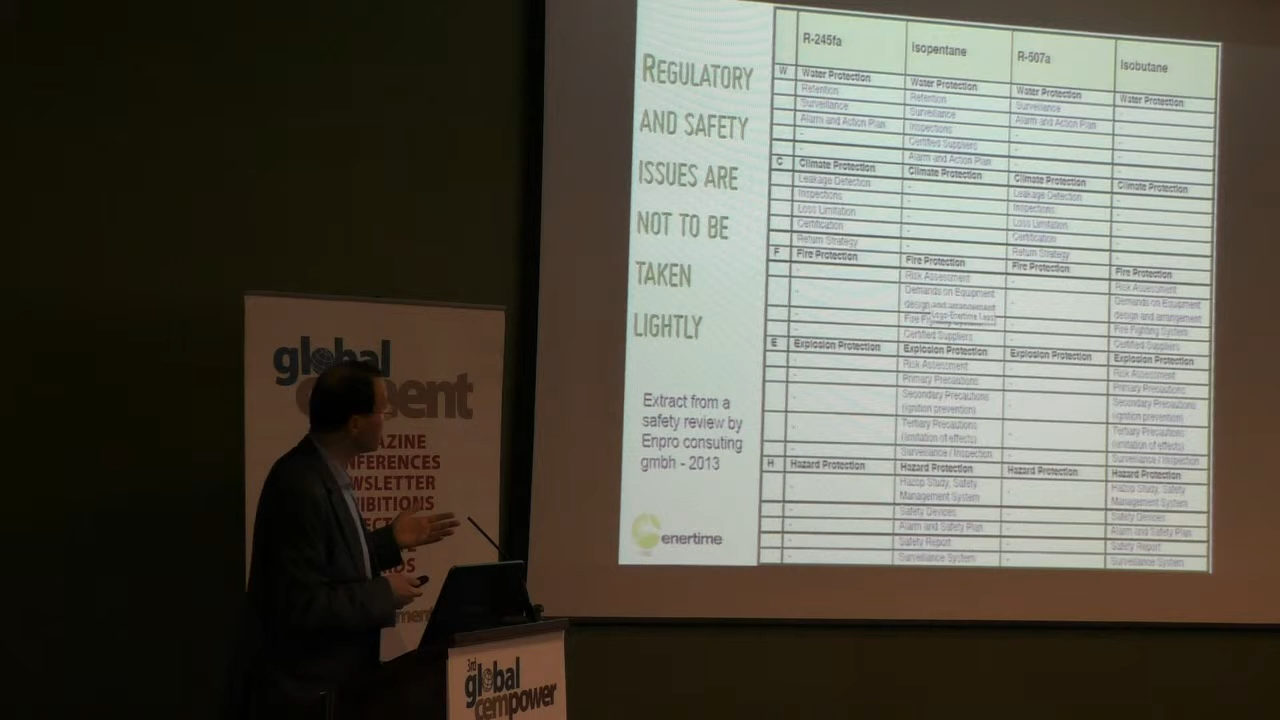 REGULATORY
AND SAFETY
ISSUES ARE
NOT TO BE
TAKEN
LIGHTLY
Extract from a
safety review by
Enpro consuting
gmbh - 2013
enertime
R-245fa Isopentane R-507a Isobutane
W Water Protection Water Protection Water Protection Water Protection
Retention Retention Retention -
Surveillance Surveillance Surveillance -
Alarm and Action Plan Inspections Alarm and Action Plan -
- Certified Suppliers - -
- Alarm and Action Plan - -
C Climate Protection Climate Protection Climate Protection Climate Protection
Leakage Detection - Leakage Detection -
Inspections - Inspections -
Loss Limitation - Loss Limitation -
Certification - Certification -
Return Strategy - Return Strategy -
F Fire Protection Fire Protection Fire Protection Fire Protection
- Risk Assessment - Risk Assessment
- Demands on Equipment - Demands on Equipment
design and arrangement design and arrangement
- Fire Fighting System - Fire Fighting System
- Certified Suppliers - Certified Suppliers
E Explosion Protection Explosion Protection Explosion Protection Explosion Protection
- Risk Assessment - Risk Assessment
- Primary Precautions - Primary Precautions
- Secondary Precautions - Secondary Precautions
(ignition prevention) (ignition prevention)
- Tertiary Precautions - Tertiary Precautions
(limitation of effects) (limitation of effects)
- Surveillance / Inspection - Surveillance / Inspection
H Hazard Protection Hazard Protection Hazard Protection Hazard Protection
- Hazop Study, Safety - Hazop Study, Safety
Management System Management System
- Safety Devices - Safety Devices
- Alarm and Safety Plan - Alarm and Safety Plan
- Safety Report - Safety Report
- Surveillance System - Surveillance System
global
3rd
global
cempower